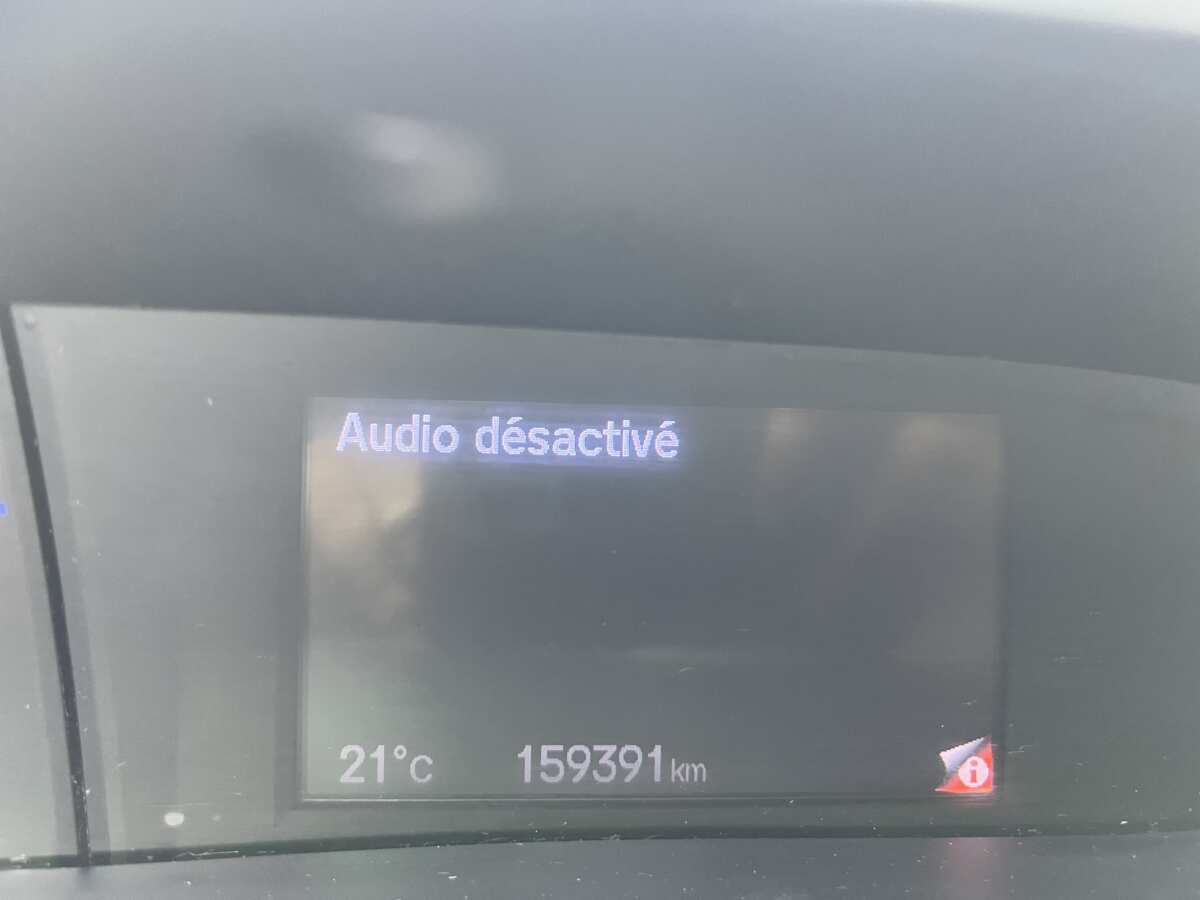 Audio désactivé
21°c 159391km
i